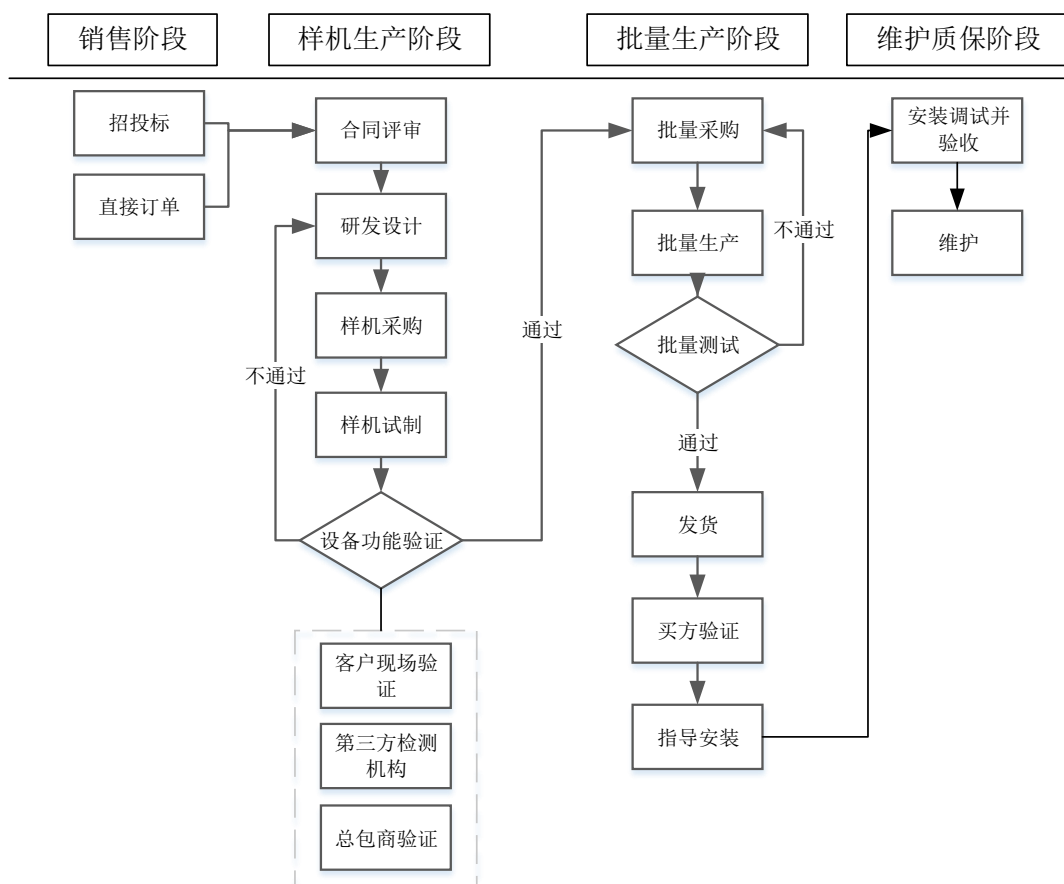 销售阶段
样机生产阶段
批量生产阶段
维护质保阶段
招投标
直接订单
合同评审
研发设计
样机采购
样机试制
设备功能验证
不通过
通过
客户现场验
证
第三方检测
机构
总包商验证
批量采购
批量生产
批量测试
不通过
通过
发货
买方验证
指导安装
安装调试并
验收
维护